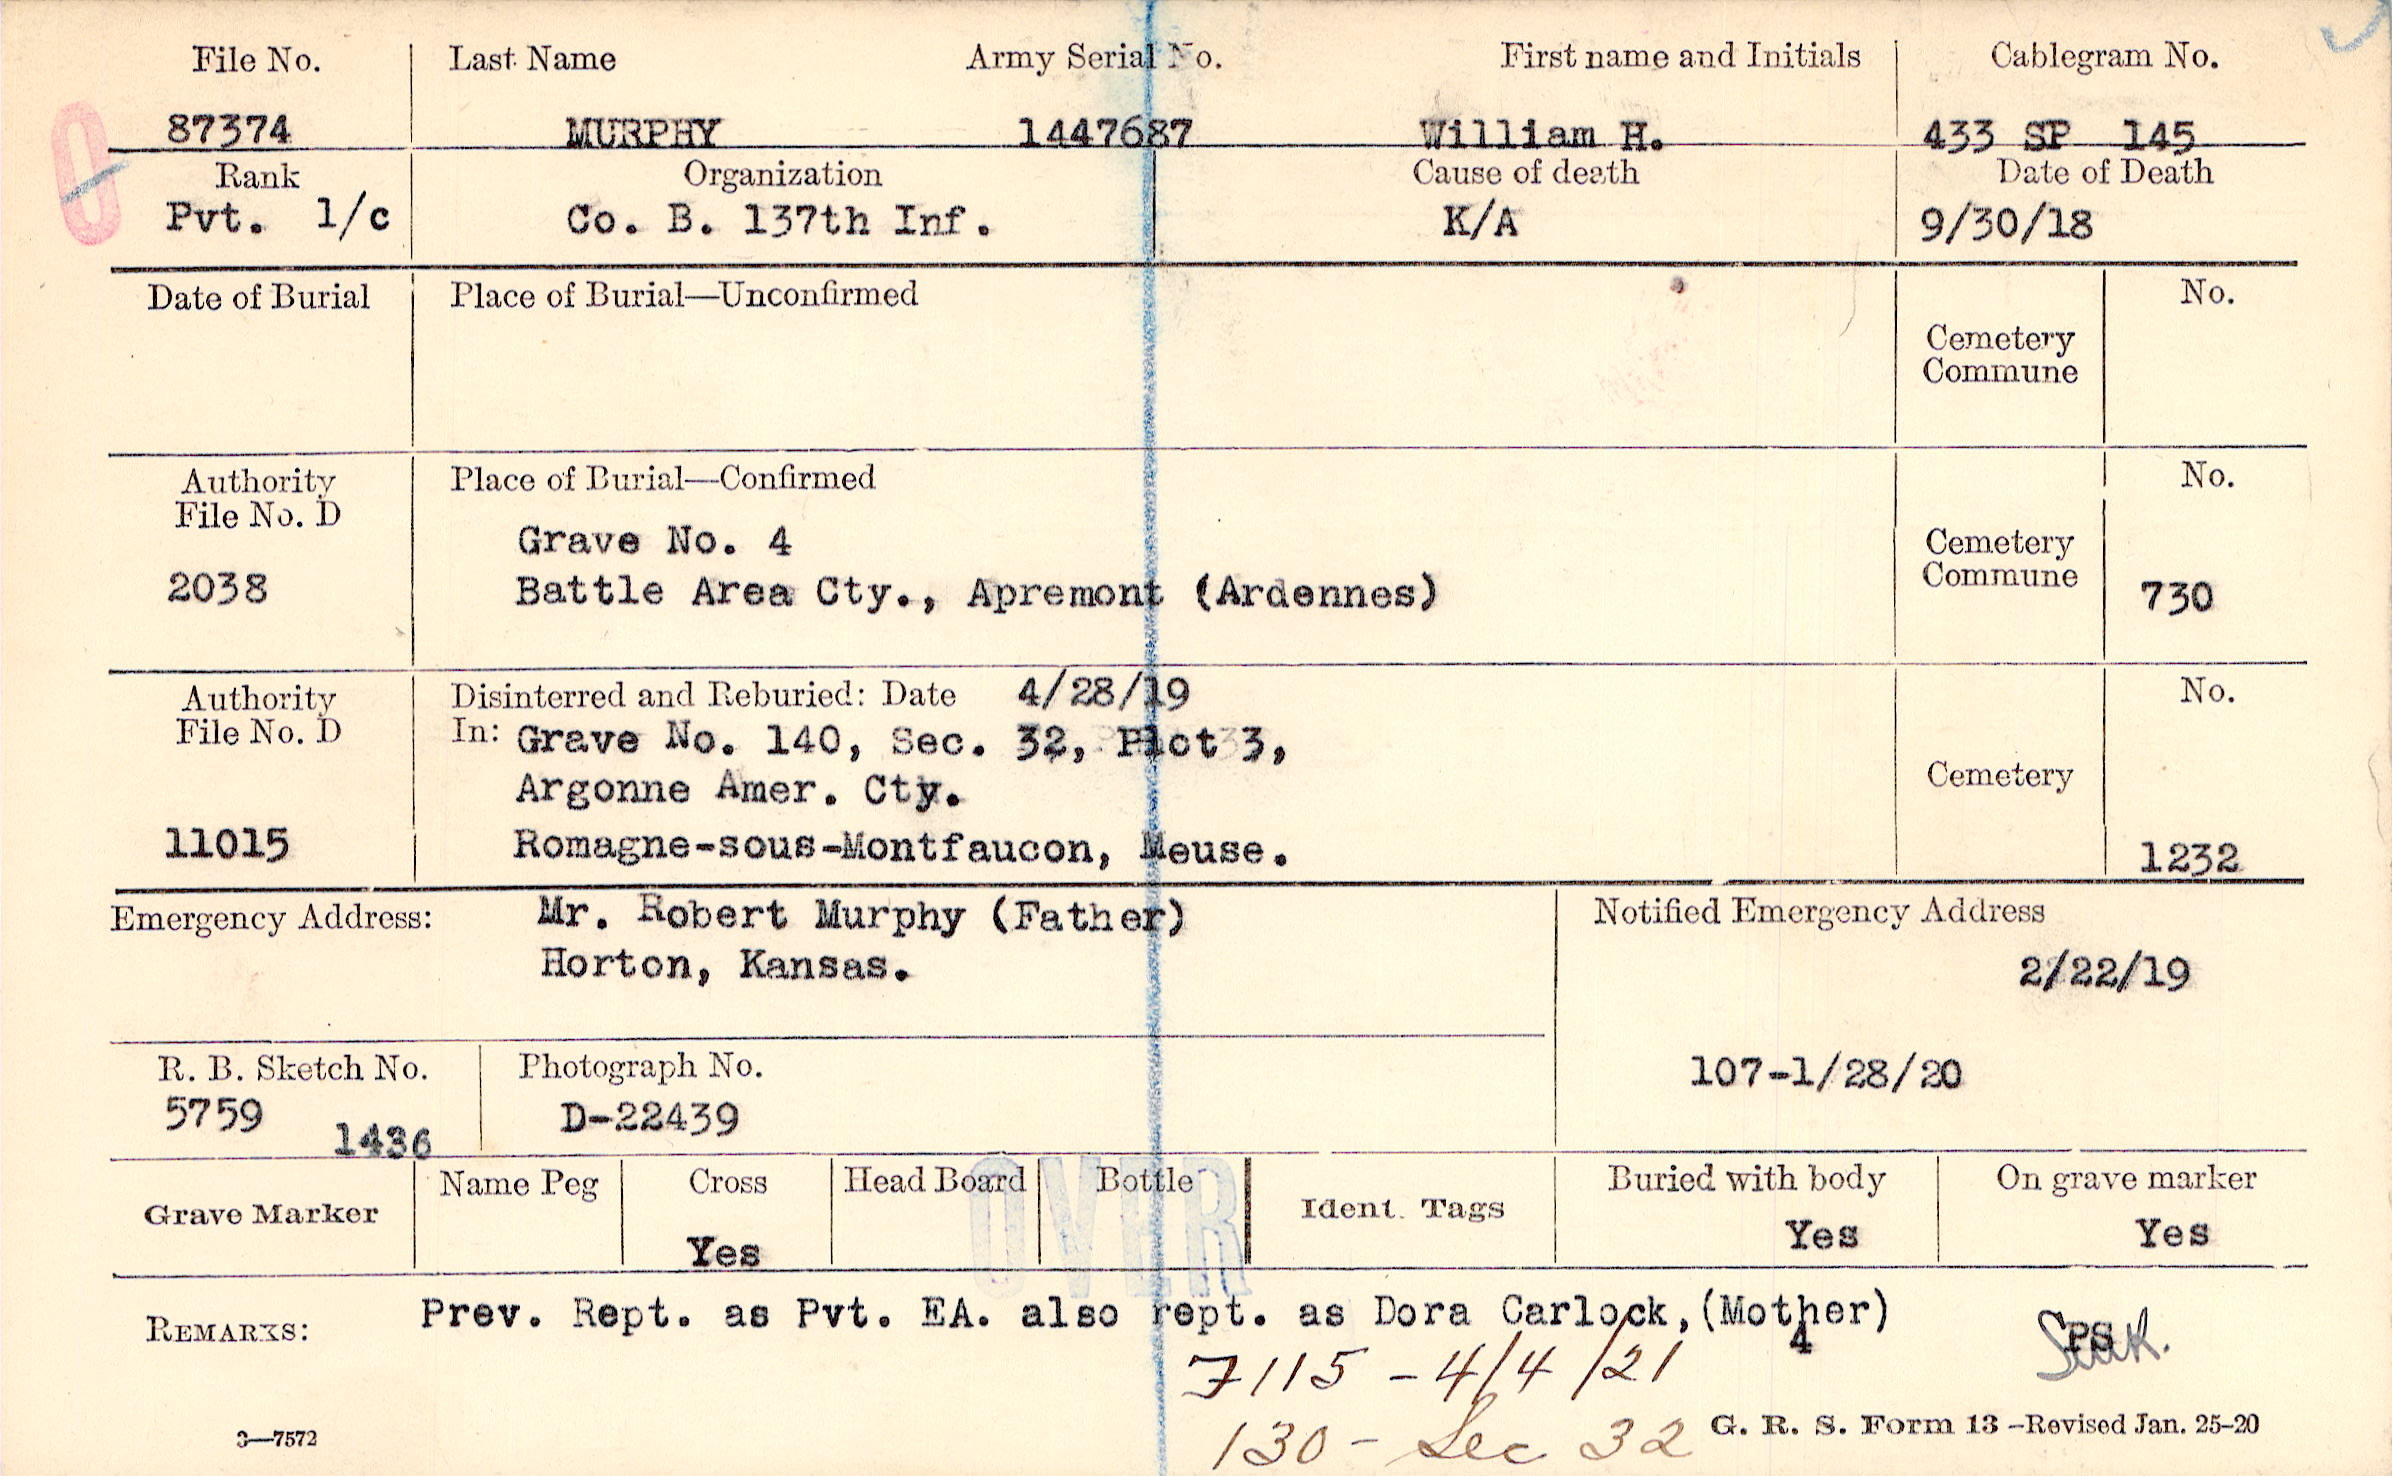 File No. Last Name Army Serial No. First name and Initials Cablegram No.
87374 MURPHY 1447687 William H. 433 SP 145
Rank Organization Cause of death Date of Death
Pvt. 1/c Co. B. 137th Inf. K/A 9/30/18
Date of Burial Place of Burial—Unconfirmed No.
Cemetery
Commune
Authority Place of Burial—Confirmed No.
File No. D
Grave No. 4 Cemetery
2038 Battle Area Cty., Apremont (Ardennes) Commune 730
Authority Disinterred and Reburied: Date 4/28/19 No.
File No. D In: Grave No. 140, Sec. 32, Plot 3,
Argonne Amer. Cty. Cemetery
11015 Romagne-sous-Montfaucon, Meuse. 1232
Emergency Address: Mr. Robert Murphy (Father) Notified Emergency Address
Horton, Kansas. 2/22/19
R. B. Sketch No. Photograph No. 107-1/28/20
5759 D-22439
1436
Grave Marker Name Peg Cross Head Board Bottle Ident. Tags Buried with body On grave marker
Yes Yes Yes
OVER
REMARKS: Prev. Rept. as Pvt. EA. also rept. as Dora Carlock, (Mother)
4 PS
7115 - 4/4/21
130 - Sec 32
3—7572 G. R. S. Form 13 –Revised Jan. 25-20